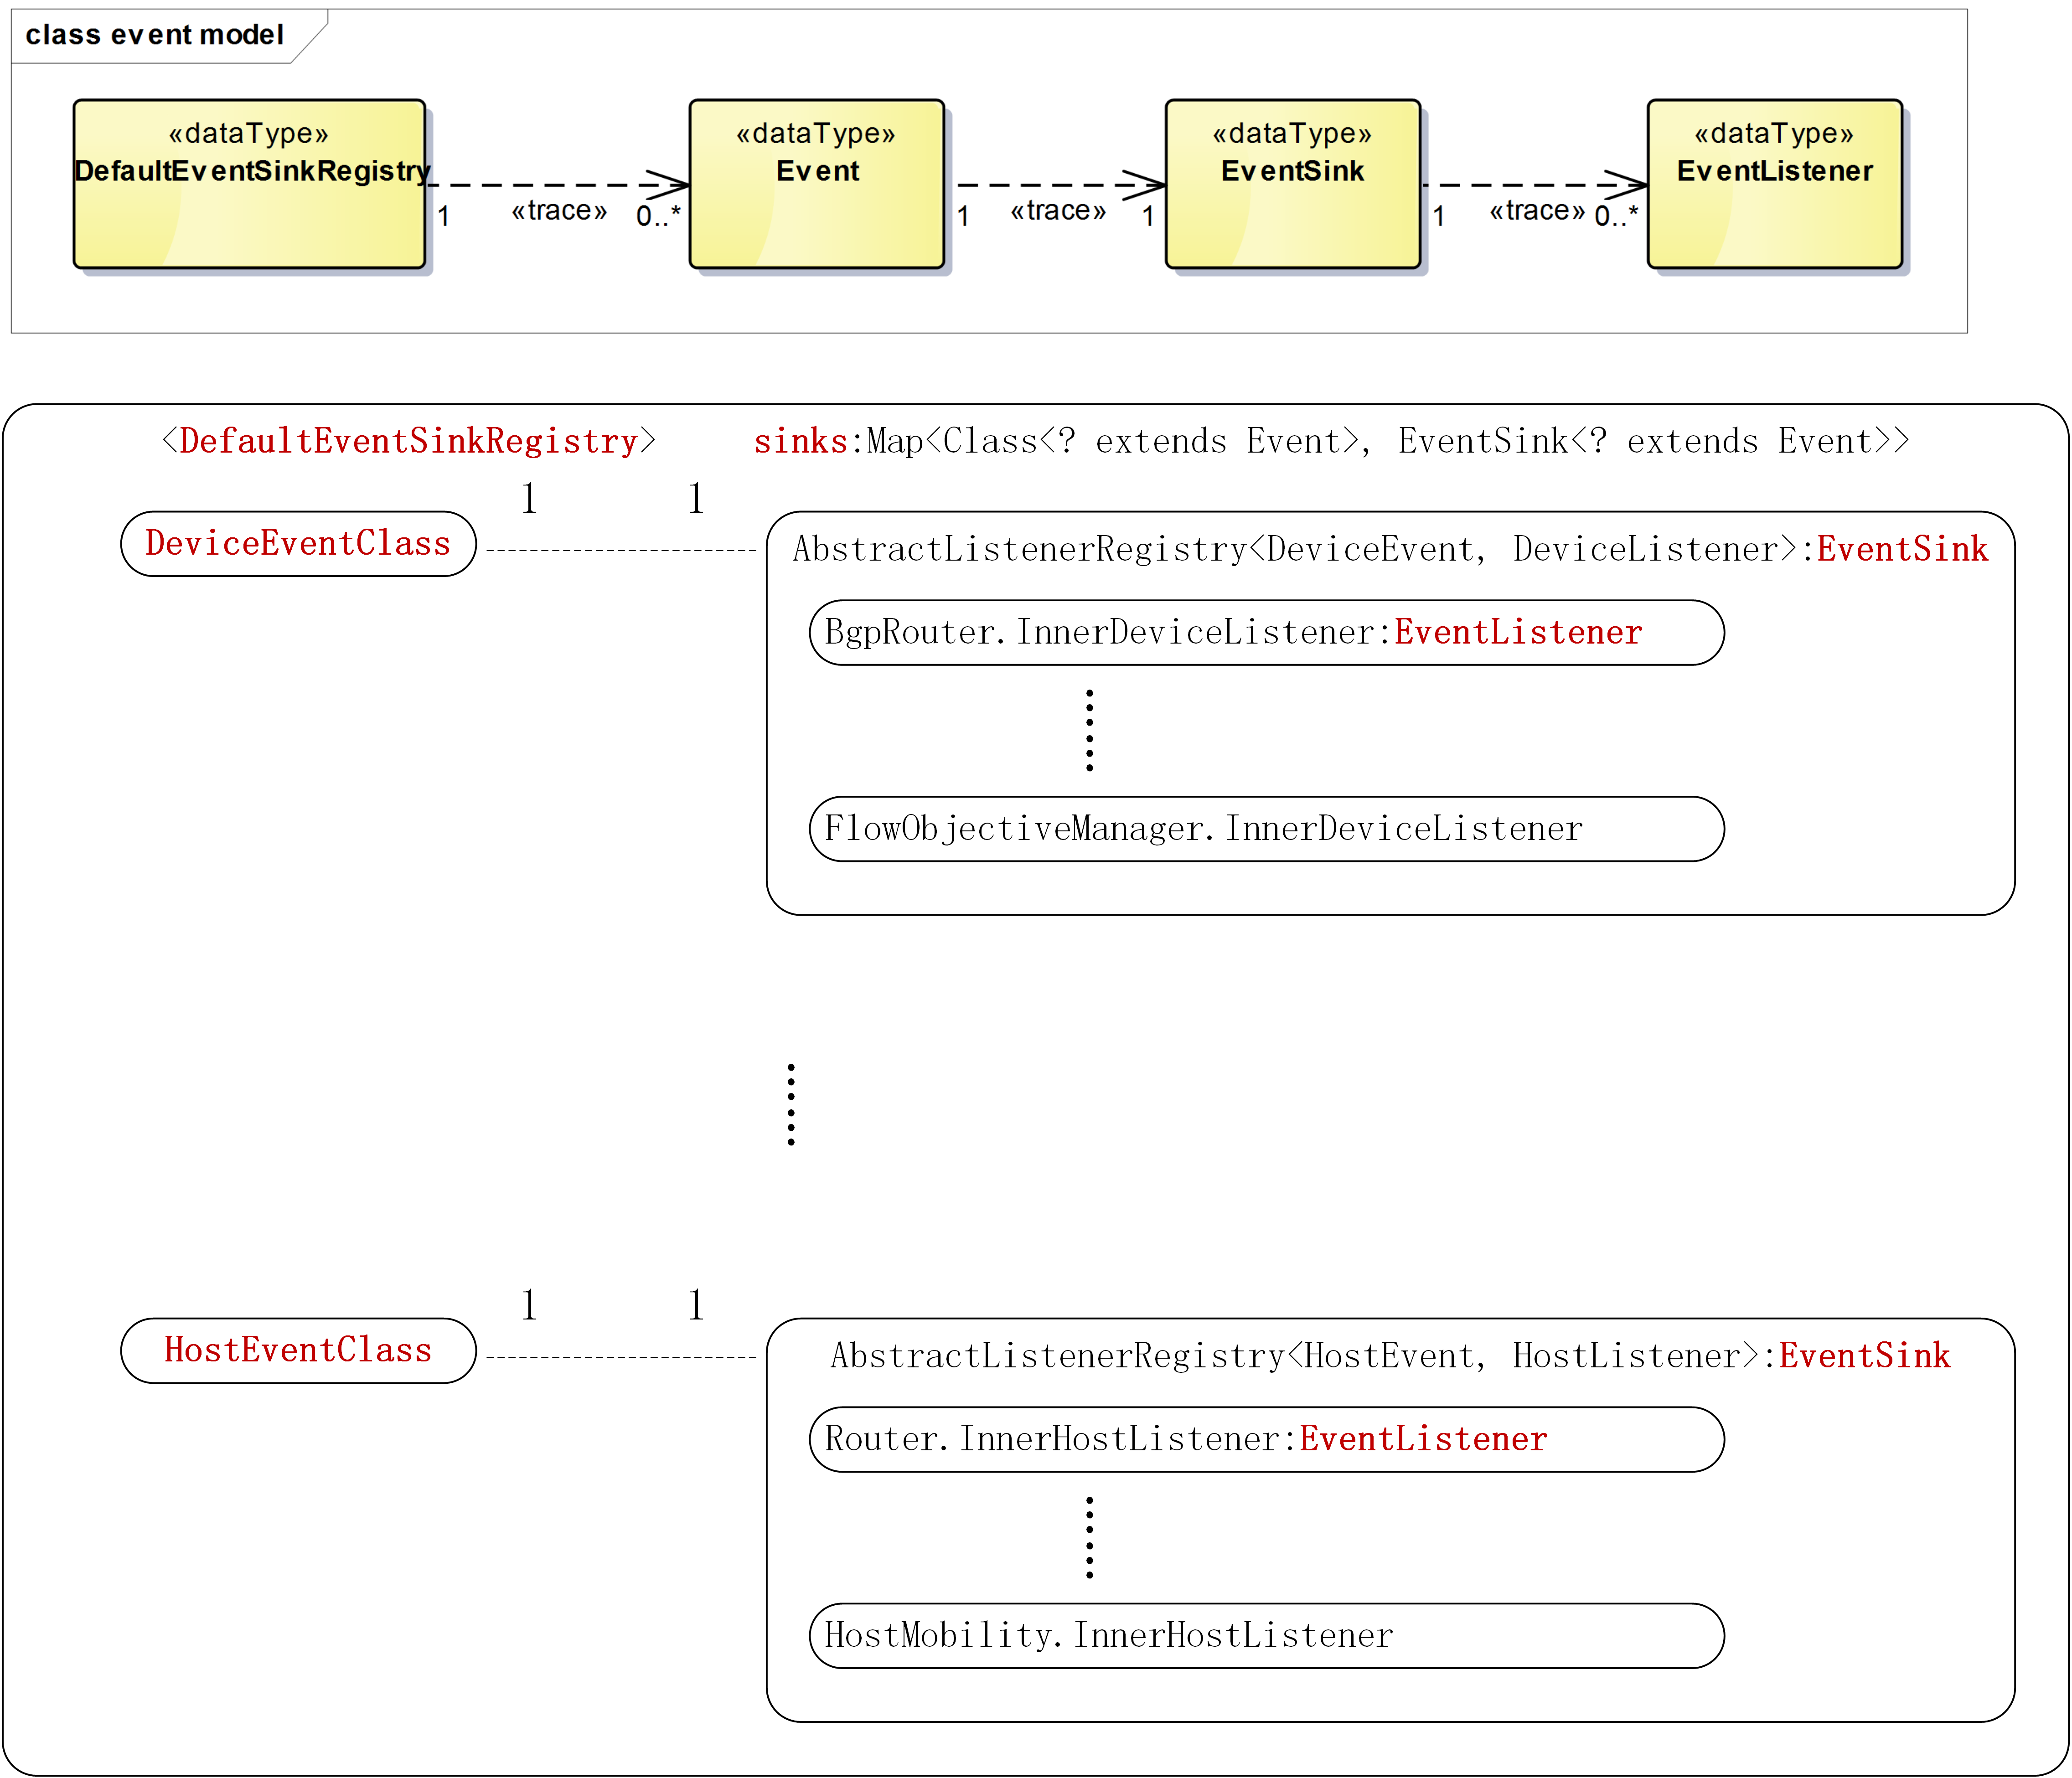 class event model
«dataType» «dataType» «dataType» «dataType»
DefaultEventSinkRegistry Event EventSink EventListener
1 «trace» 0..* 1 «trace» 1 1 «trace» 0..*
<DefaultEventSinkRegistry> sinks:Map<Class<? extends Event>, EventSink<? extends Event>>
1 1
DeviceEventClass
AbstractListenerRegistry<DeviceEvent, DeviceListener>:EventSink
BgpRouter.InnerDeviceListener:EventListener
FlowObjectiveManager.InnerDeviceListener
1 1
HostEventClass
AbstractListenerRegistry<HostEvent, HostListener>:EventSink
Router.InnerHostListener:EventListener
HostMobility.InnerHostListener